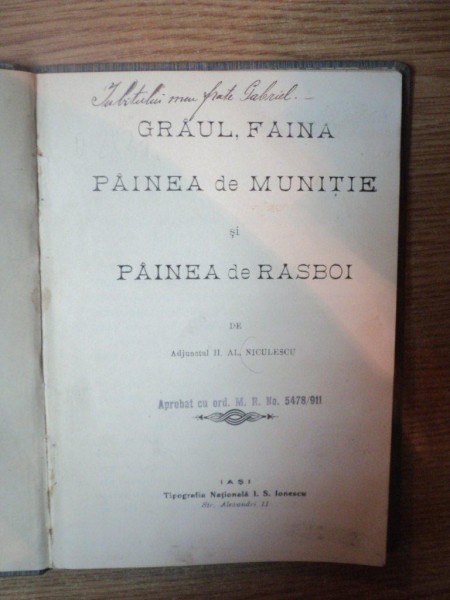 Iubitului meu frate Gabriel. —
GRÂUL, FĂINA
PÂINEA de MUNIȚIE
și
PÂINEA de RASBOI
DE
Adjunctul II. AL. NICULESCU
Aprobat cu ord. M. R. No. 5478/911
IAȘI
Tipografia Națională I. S. Ionescu
Str. Alexandri 12